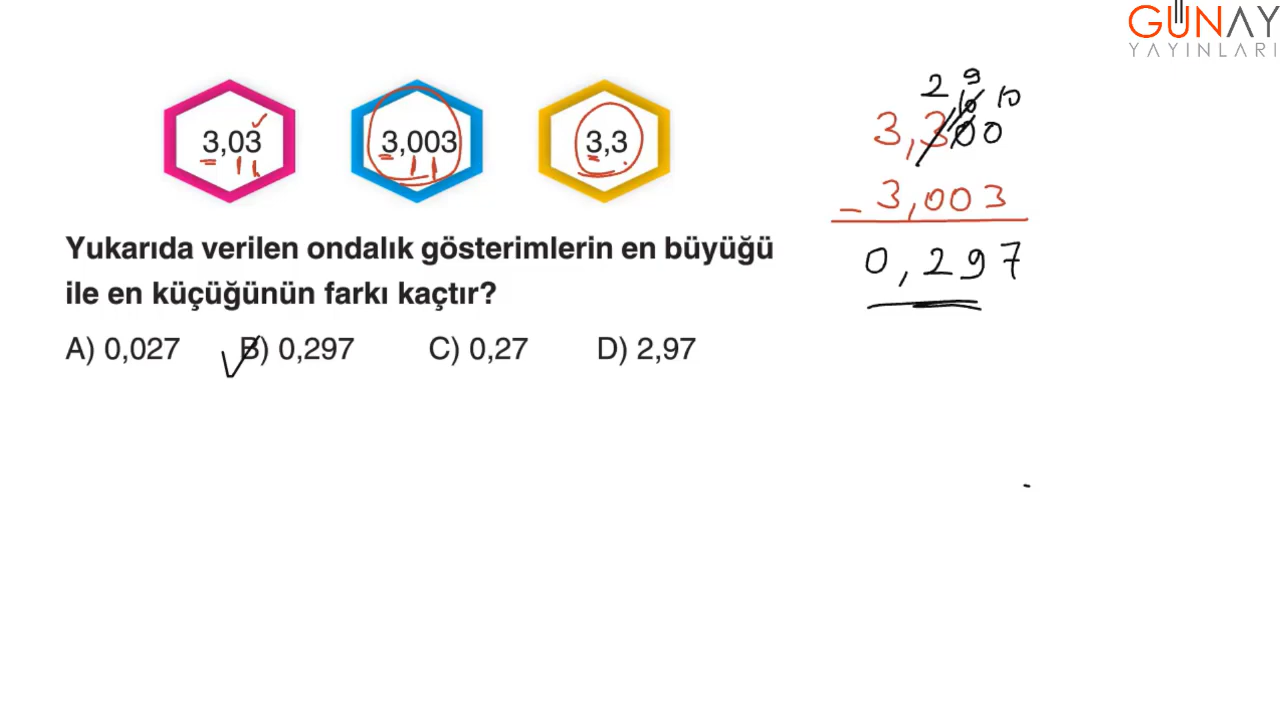 GÜNAY
YAYINLARI
3,03
3,003
3,3
Yukarıda verilen ondalık gösterimlerin en büyüğü
ile en küçüğünün farkı kaçtır?
A) 0,027 B) 0,297 C) 0,27 D) 2,97
2 9
10 10
3,300
- 3,003
0,297